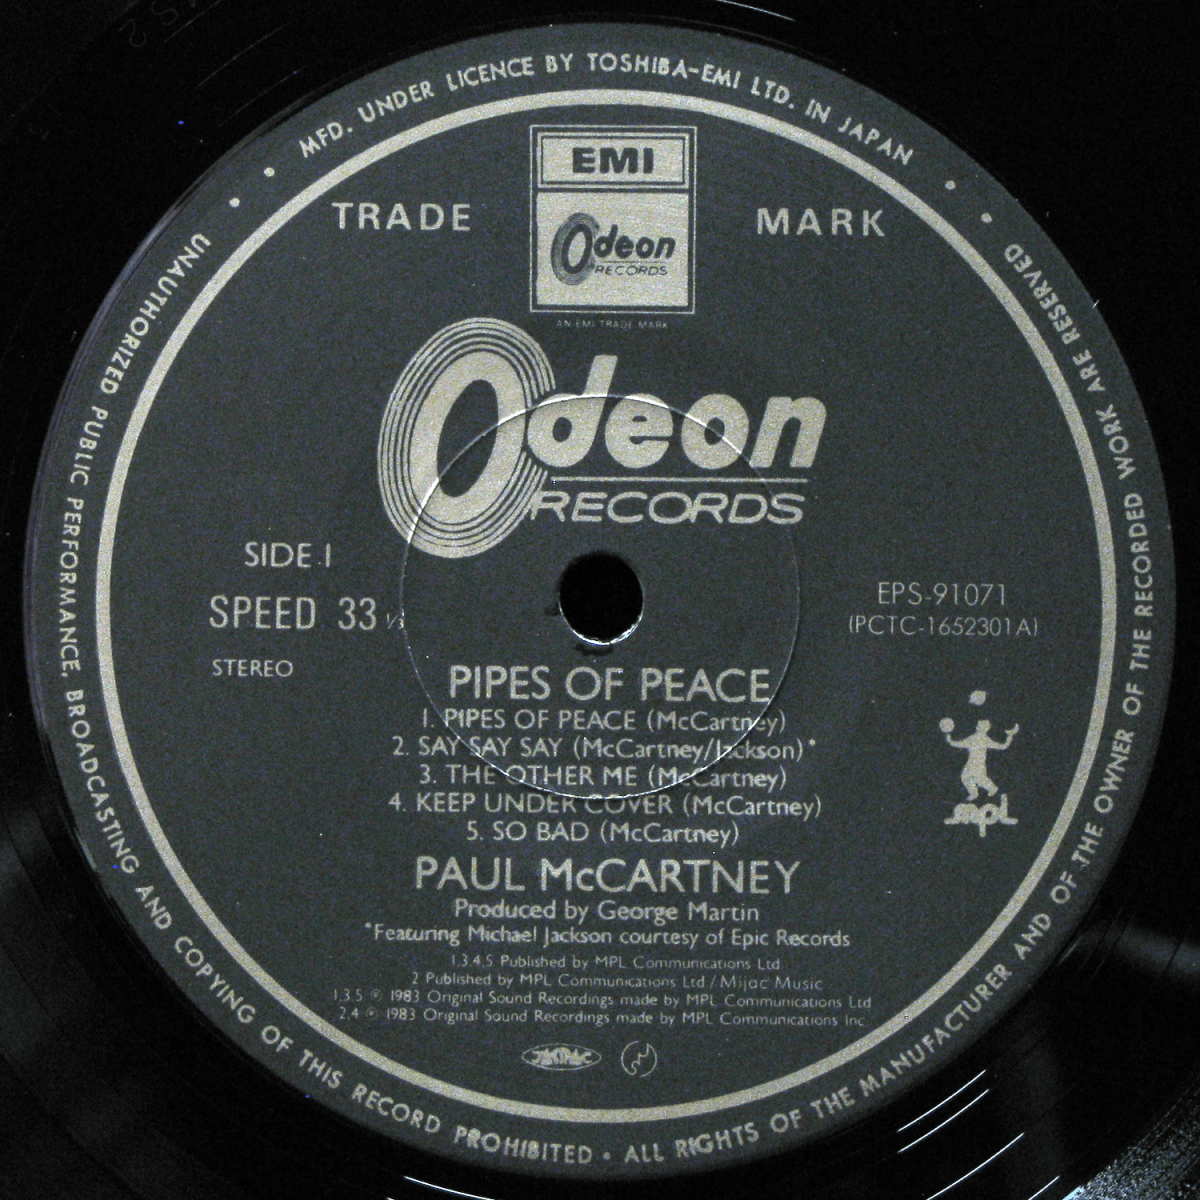 MFD. UNDER LICENCE BY TOSHIBA-EMI LTD. IN JAPAN
EMI
TRADE MARK
Odeon
RECORDS
AN EMI TRADE MARK
Odeon
RECORDS
SIDE 1
SPEED 33 1/3
STEREO
EPS-91071
(PCTC-1652301A)
PIPES OF PEACE
1. PIPES OF PEACE (McCartney)
2. SAY SAY SAY (McCartney/Jackson)*
3. THE OTHER ME (McCartney)
4. KEEP UNDER COVER (McCartney)
5. SO BAD (McCartney)
mpl
PAUL McCARTNEY
Produced by George Martin
*Featuring Michael Jackson courtesy of Epic Records
1.3.4.5 Published by MPL Communications Ltd
2 Published by MPL Communications Ltd / Mijac Music
1.3.5 ℗ 1983 Original Sound Recordings made by MPL Communications Ltd
2.4 ℗ 1983 Original Sound Recordings made by MPL Communications Inc
JASRAC
UNAUTHORIZED PUBLIC PERFORMANCE, BROADCASTING AND COPYING OF THIS RECORD PROHIBITED • ALL RIGHTS OF THE MANUFACTURER AND OF THE OWNER OF THE RECORDED WORK ARE RESERVED